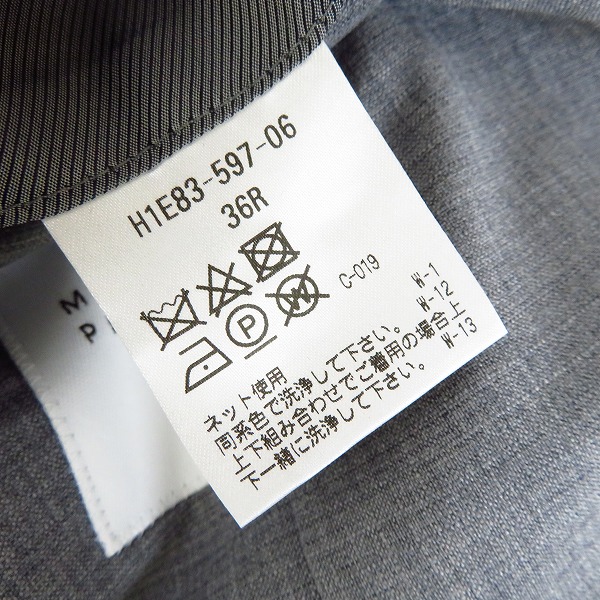 H1E83-597-06
36R
C-019
P
W
W-1
W-12
W-13
ネット使用
同系色で洗浄して下さい。
上下組み合わせでご着用の場合上
下一緒に洗浄して下さい。
M
P